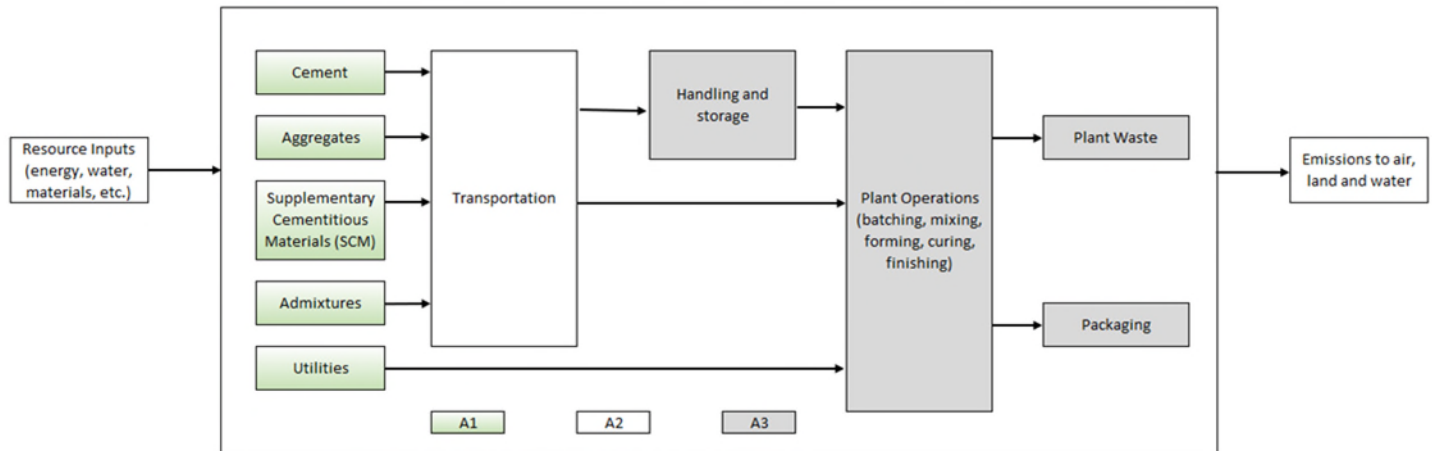 Resource Inputs
(energy, water,
materials, etc.)
Cement
Aggregates
Supplementary
Cementitious
Materials (SCM)
Admixtures
Utilities
Transportation
Handling and
storage
Plant Operations
(batching, mixing,
forming, curing,
finishing)
Plant Waste
Packaging
Emissions to air,
land and water
A1
A2
A3